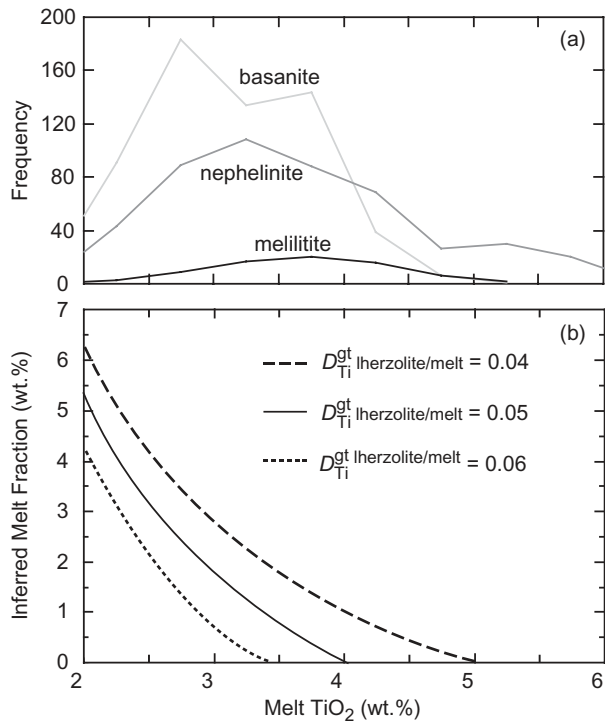 200
160
120
80
40
0
Frequency
(a)
basanite
nephelinite
melilitite
7
6
5
4
3
2
1
0
Inferred Melt Fraction (wt.%)
(b)
D_Ti^gt lherzolite/melt = 0.04
D_Ti^gt lherzolite/melt = 0.05
D_Ti^gt lherzolite/melt = 0.06
2 3 4 5 6
Melt TiO₂ (wt.%)